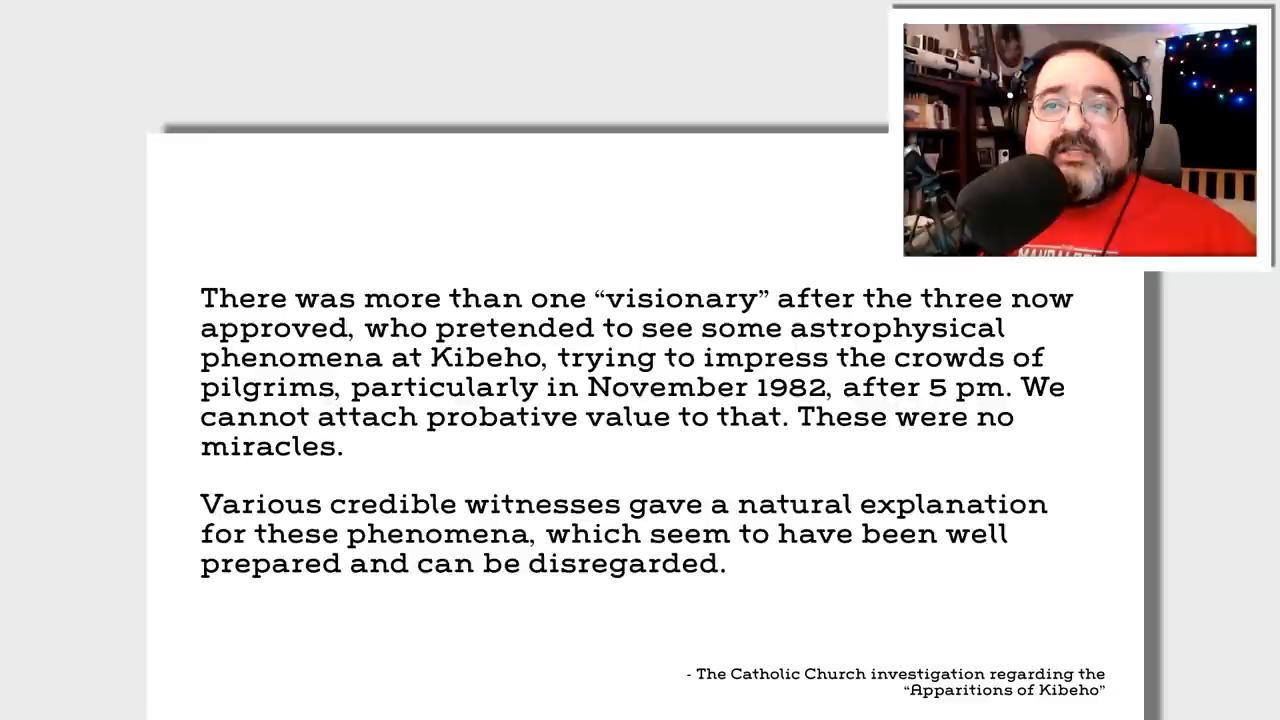 There was more than one “visionary” after the three now
approved, who pretended to see some astrophysical
phenomena at Kibeho, trying to impress the crowds of
pilgrims, particularly in November 1982, after 5 pm. We
cannot attach probative value to that. These were no
miracles.
Various credible witnesses gave a natural explanation
for these phenomena, which seem to have been well
prepared and can be disregarded.
- The Catholic Church investigation regarding the
“Apparitions of Kibeho”